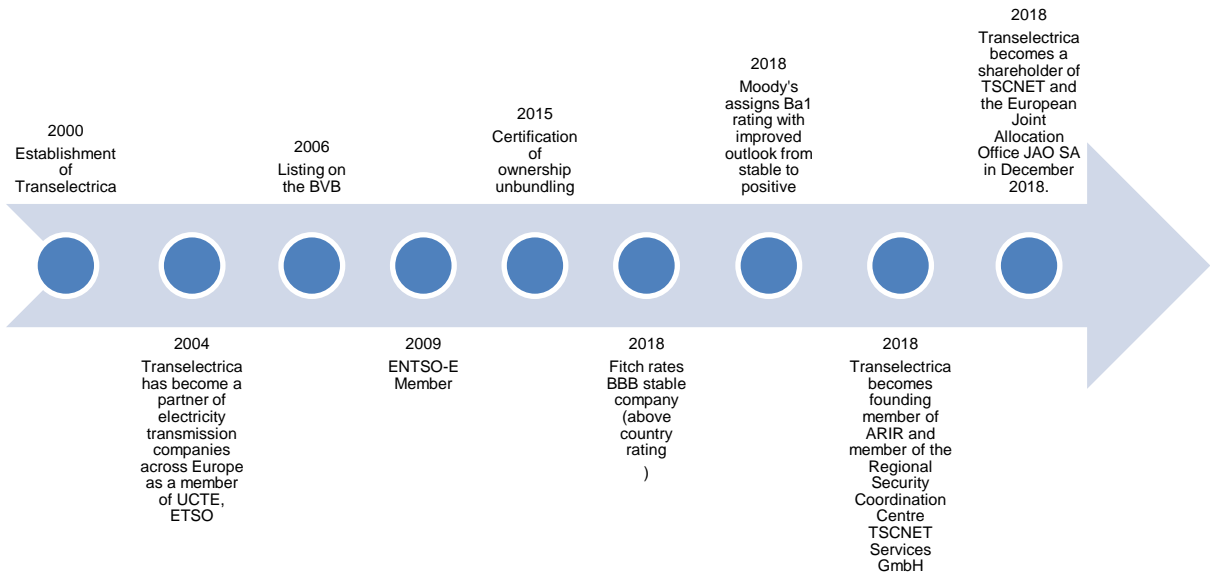 2000
Establishment
of
Transelectrica
2004
Transelectrica
has become a
partner of
electricity
transmission
companies
across Europe
as a member
of UCTE,
ETSO
2006
Listing on
the BVB
2009
ENTSO-E
Member
2015
Certification
of
ownership
unbundling
2018
Fitch rates
BBB stable
company
(above
country
rating
)
2018
Moody's
assigns Ba1
rating with
improved
outlook from
stable to
positive
2018
Transelectrica
becomes
founding
member of
ARIR and
member of the
Regional
Security
Coordination
Centre
TSCNET
Services
GmbH
2018
Transelectrica
becomes a
shareholder of
TSCNET and
the European
Joint
Allocation
Office JAO SA
in December
2018.